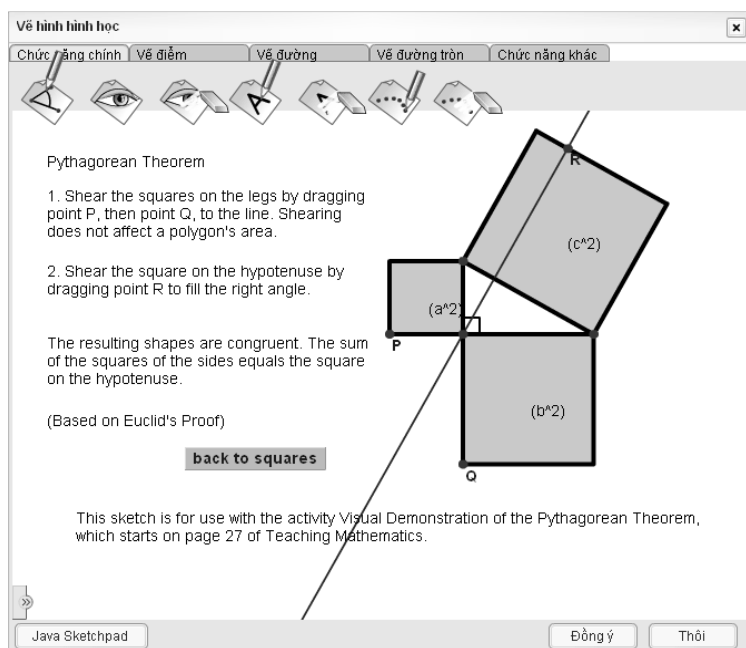 Vẽ hình hình học
Chức năng chính Vẽ điểm Vẽ đường Vẽ đường tròn Chức năng khác
Pythagorean Theorem
1. Shear the squares on the legs by dragging
point P, then point Q, to the line. Shearing
does not affect a polygon's area.
2. Shear the square on the hypotenuse by
dragging point R to fill the right angle.
The resulting shapes are congruent. The sum
of the squares of the sides equals the square
on the hypotenuse.
(Based on Euclid's Proof)
back to squares
R
(c^2)
(a^2)
P
(b^2)
Q
This sketch is for use with the activity Visual Demonstration of the Pythagorean Theorem,
which starts on page 27 of Teaching Mathematics.
Java Sketchpad Đồng ý Thôi